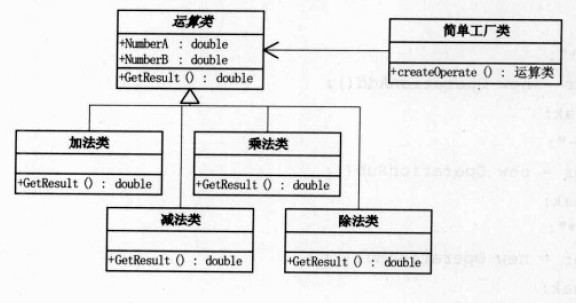 运算类
+NumberA : double
+NumberB : double
+GetResult () : double
简单工厂类
+createOperate () : 运算类
加法类
+GetResult () : double
乘法类
+GetResult () : double
减法类
+GetResult () : double
除法类
+GetResult () : double